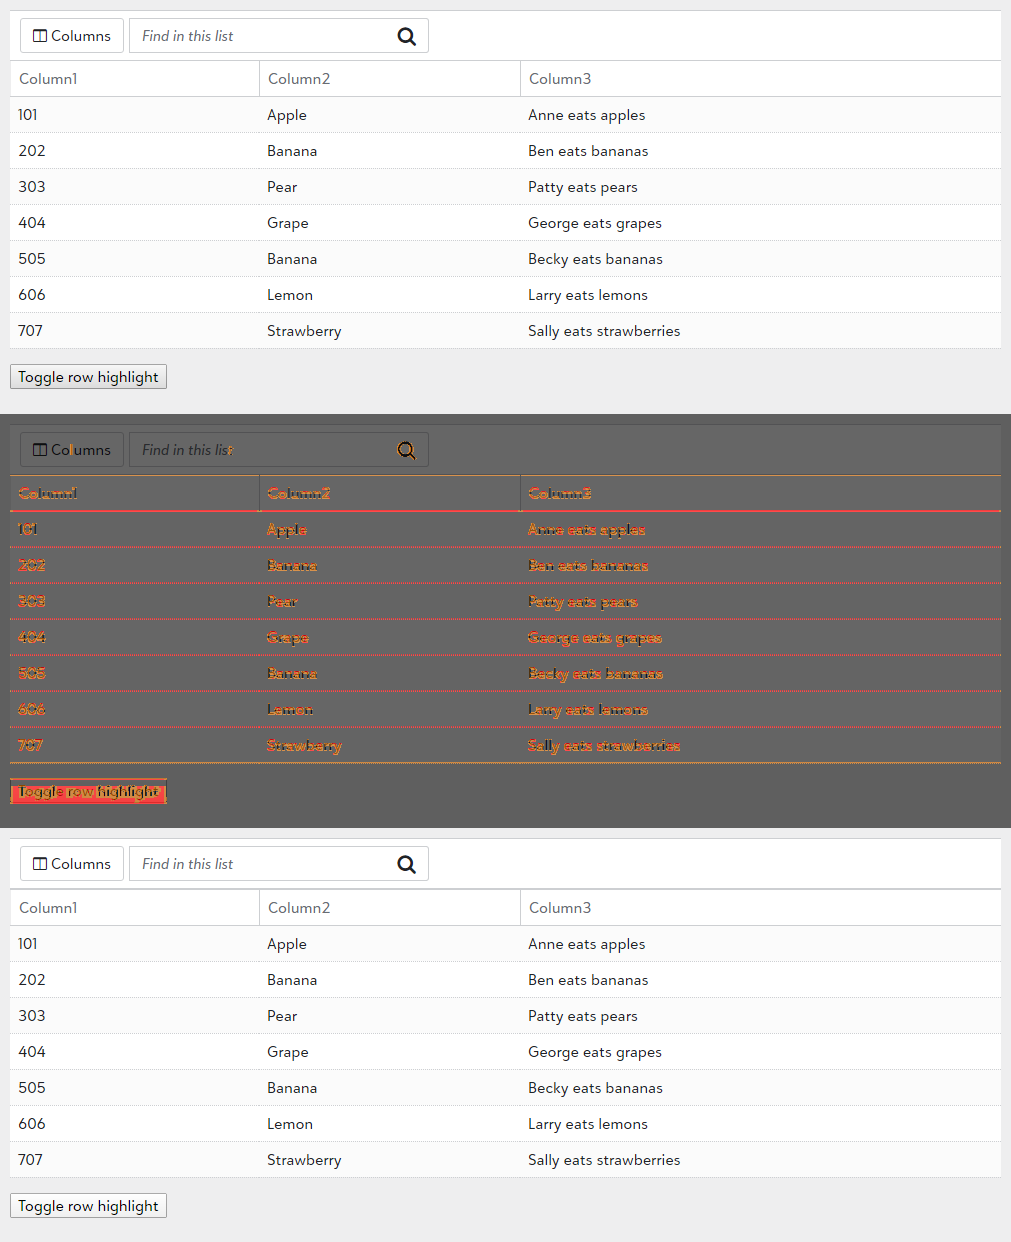 Columns Find in this list
Column1 Column2 Column3
101 Apple Anne eats apples
202 Banana Ben eats bananas
303 Pear Patty eats pears
404 Grape George eats grapes
505 Banana Becky eats bananas
606 Lemon Larry eats lemons
707 Strawberry Sally eats strawberries
Toggle row highlight
Columns Find in this list
Column1 Column2 Column3
101 Apple Anne eats apples
202 Banana Ben eats bananas
303 Pear Patty eats pears
404 Grape George eats grapes
505 Banana Becky eats bananas
606 Lemon Larry eats lemons
707 Strawberry Sally eats strawberries
Toggle row highlight
Columns Find in this list
Column1 Column2 Column3
101 Apple Anne eats apples
202 Banana Ben eats bananas
303 Pear Patty eats pears
404 Grape George eats grapes
505 Banana Becky eats bananas
606 Lemon Larry eats lemons
707 Strawberry Sally eats strawberries
Toggle row highlight